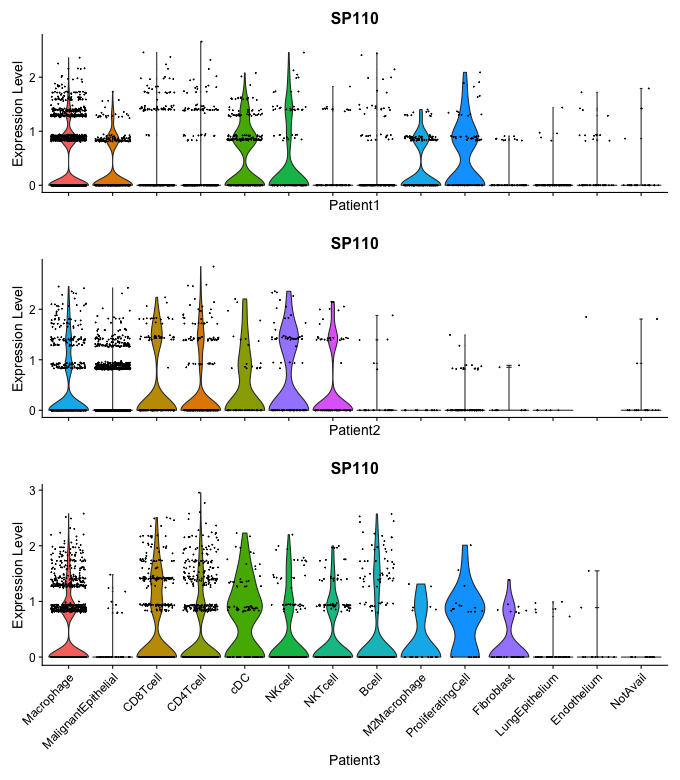 SP110
Expression Level
2
1
0
Patient1
SP110
Expression Level
2
1
0
Patient2
SP110
Expression Level
3
2
1
0
Macrophage
MalignantEpithelial
CD8Tcell
CD4Tcell
cDC
NKcell
NKTcell
Bcell
M2Macrophage
ProliferatingCell
Fibroblast
LungEpithelium
Endothelium
NotAvail
Patient3